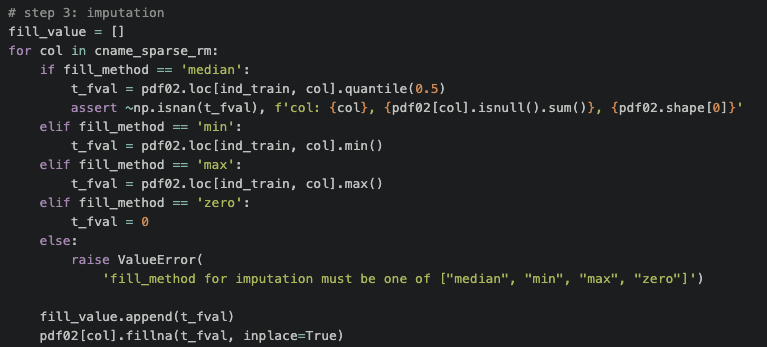 # step 3: imputation
fill_value = []
for col in cname_sparse_rm:
    if fill_method == 'median':
        t_fval = pdf02.loc[ind_train, col].quantile(0.5)
        assert ~np.isnan(t_fval), f'col: {col}, {pdf02[col].isnull().sum()}, {pdf02.shape[0]}'
    elif fill_method == 'min':
        t_fval = pdf02.loc[ind_train, col].min()
    elif fill_method == 'max':
        t_fval = pdf02.loc[ind_train, col].max()
    elif fill_method == 'zero':
        t_fval = 0
    else:
        raise ValueError(
            'fill_method for imputation must be one of ["median", "min", "max", "zero"]')

    fill_value.append(t_fval)
    pdf02[col].fillna(t_fval, inplace=True)